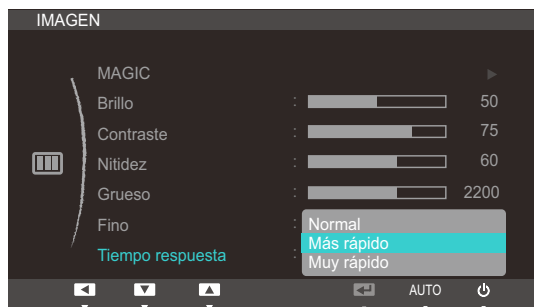 IMAGEN
MAGIC
Brillo : 50
Contraste : 75
Nitidez : 60
Grueso : 2200
Fino :
Tiempo respuesta :
Normal
Más rápido
Muy rápido
AUTO